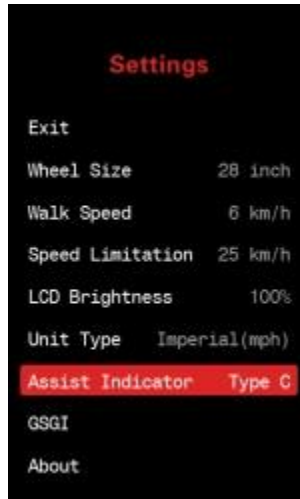 Settings
Exit
Wheel Size 28 inch
Walk Speed 6 km/h
Speed Limitation 25 km/h
LCD Brightness 100%
Unit Type Imperial(mph)
Assist Indicator Type C
GSGI
About